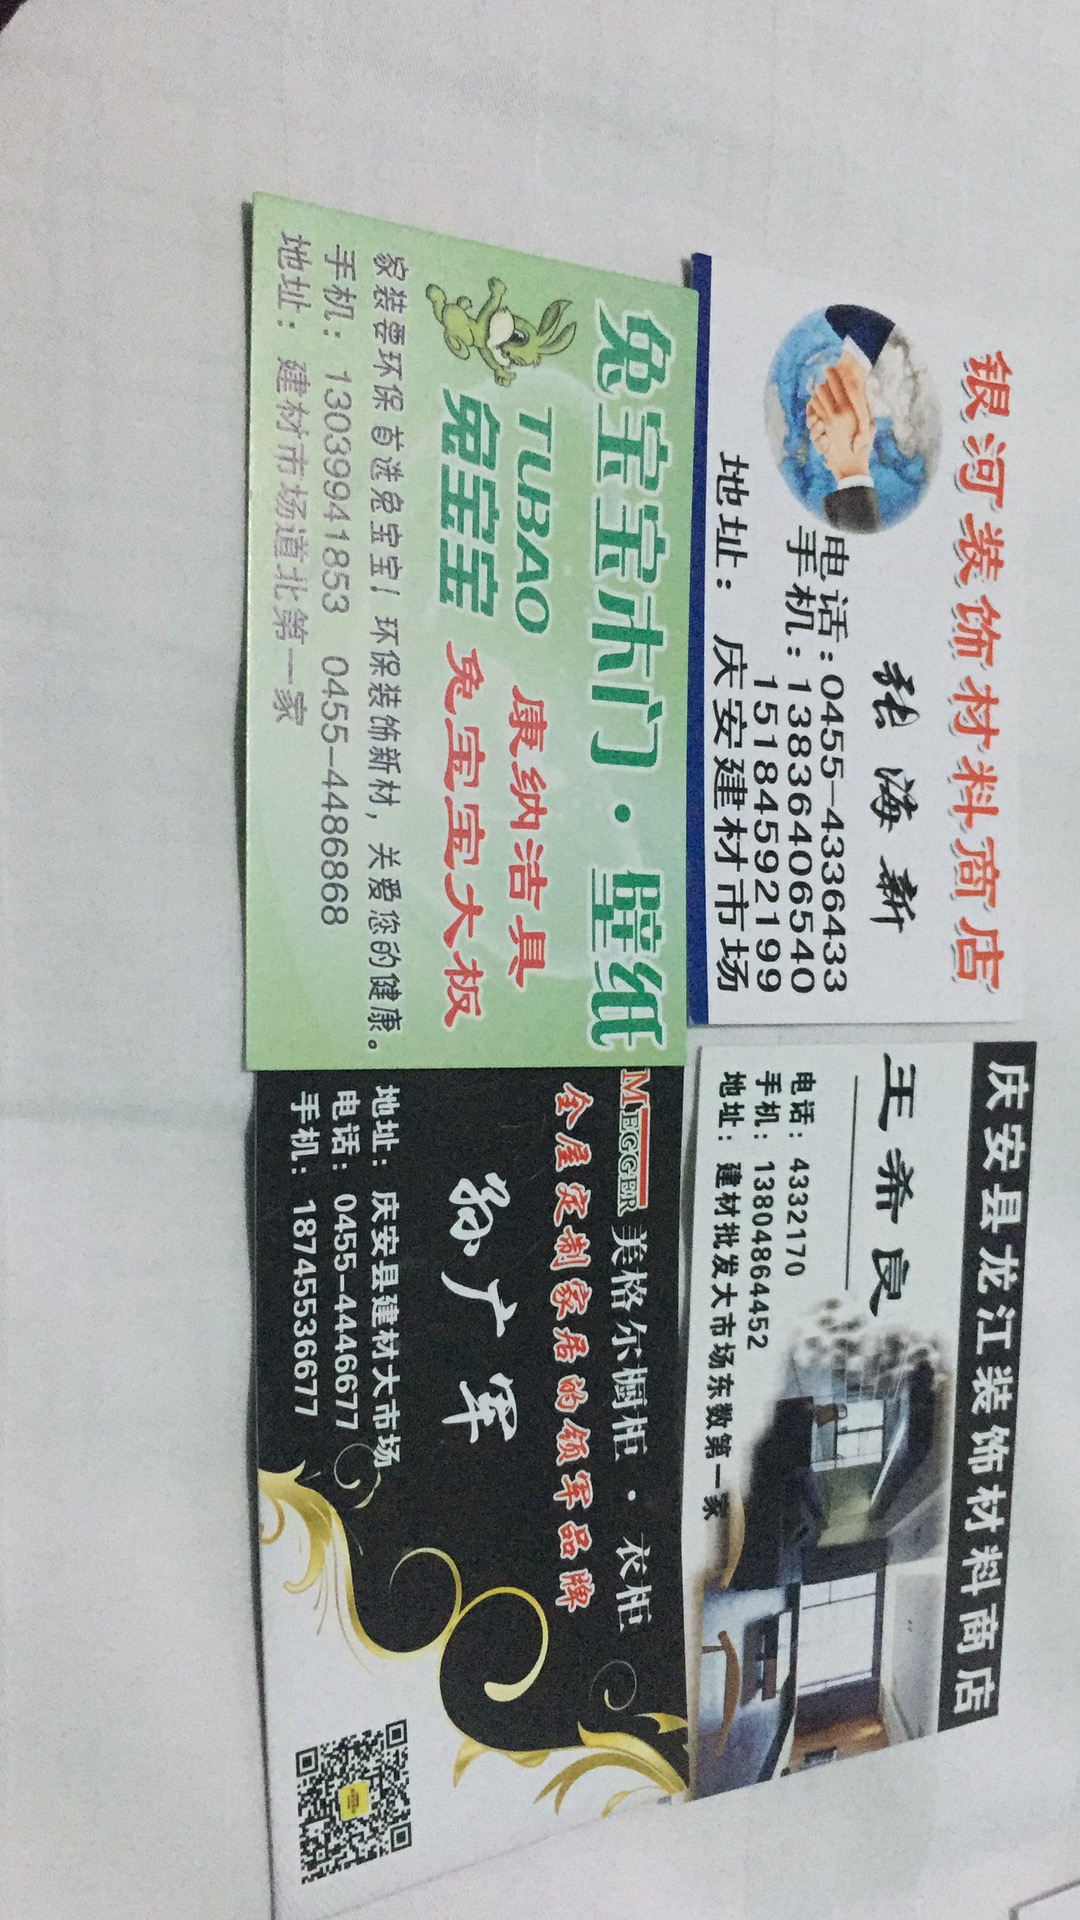 银河装饰材料商店
张海新
电话:0455-4336433
手机:13836406540
15184592199
地址: 庆安建材市场
庆安县龙江装饰材料商店
王希良
电话: 4332170
手机: 13804864452
地址: 建材批发大市场东数第一家
兔宝宝木门·壁纸
TUBAO 康纳洁具
兔宝宝 兔宝宝大板
家装要环保首选兔宝宝! 环保装饰新材, 关爱您的健康。
手机: 13039941853 0455-4486868
地址: 建材市场道北第一家
MEGGER 美格尔橱柜·衣柜
全屋定制家居的领军品牌
孙广军
地址: 庆安县建材大市场
电话: 0455-4446677
手机: 18745536677